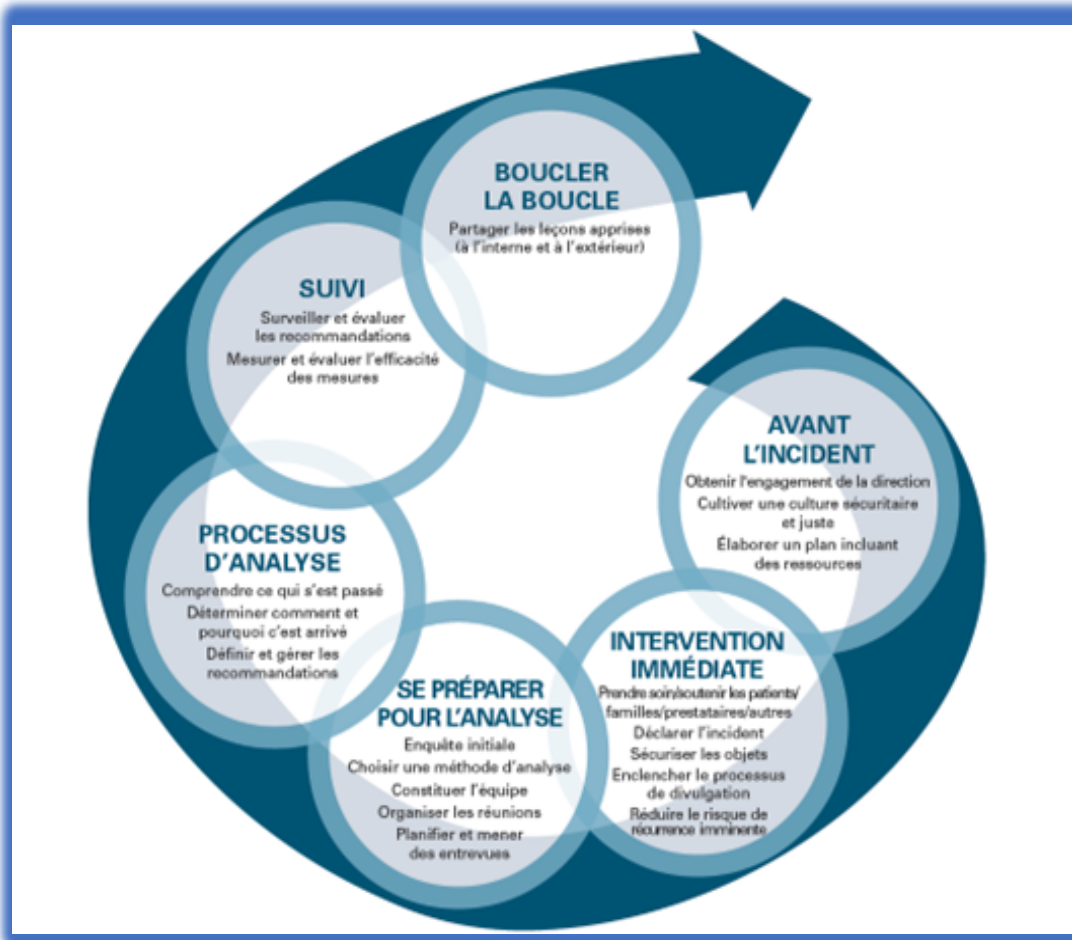 BOUCLER
LA BOUCLE
Partager les leçons apprises
(à l'interne et à l'extérieur)
SUIVI
Surveiller et évaluer
les recommandations
Mesurer et évaluer l'efficacité
des mesures
AVANT
L'INCIDENT
Obtenir l'engagement de la direction
Cultiver une culture sécuritaire
et juste
Élaborer un plan incluant
des ressources
PROCESSUS
D'ANALYSE
Comprendre ce qui s'est passé
Déterminer comment et
pourquoi c'est arrivé
Définir et gérer les
recommandations
INTERVENTION
IMMÉDIATE
Prendre soin/soutenir les patients/
familles/prestataires/autres
Déclarer l'incident
Sécuriser les objets
Enclencher le processus
de divulgation
Réduire le risque de
récurrence imminente
SE PRÉPARER
POUR L'ANALYSE
Enquête initiale
Choisir une méthode d'analyse
Constituer l'équipe
Organiser les réunions
Planifier et mener
des entrevues